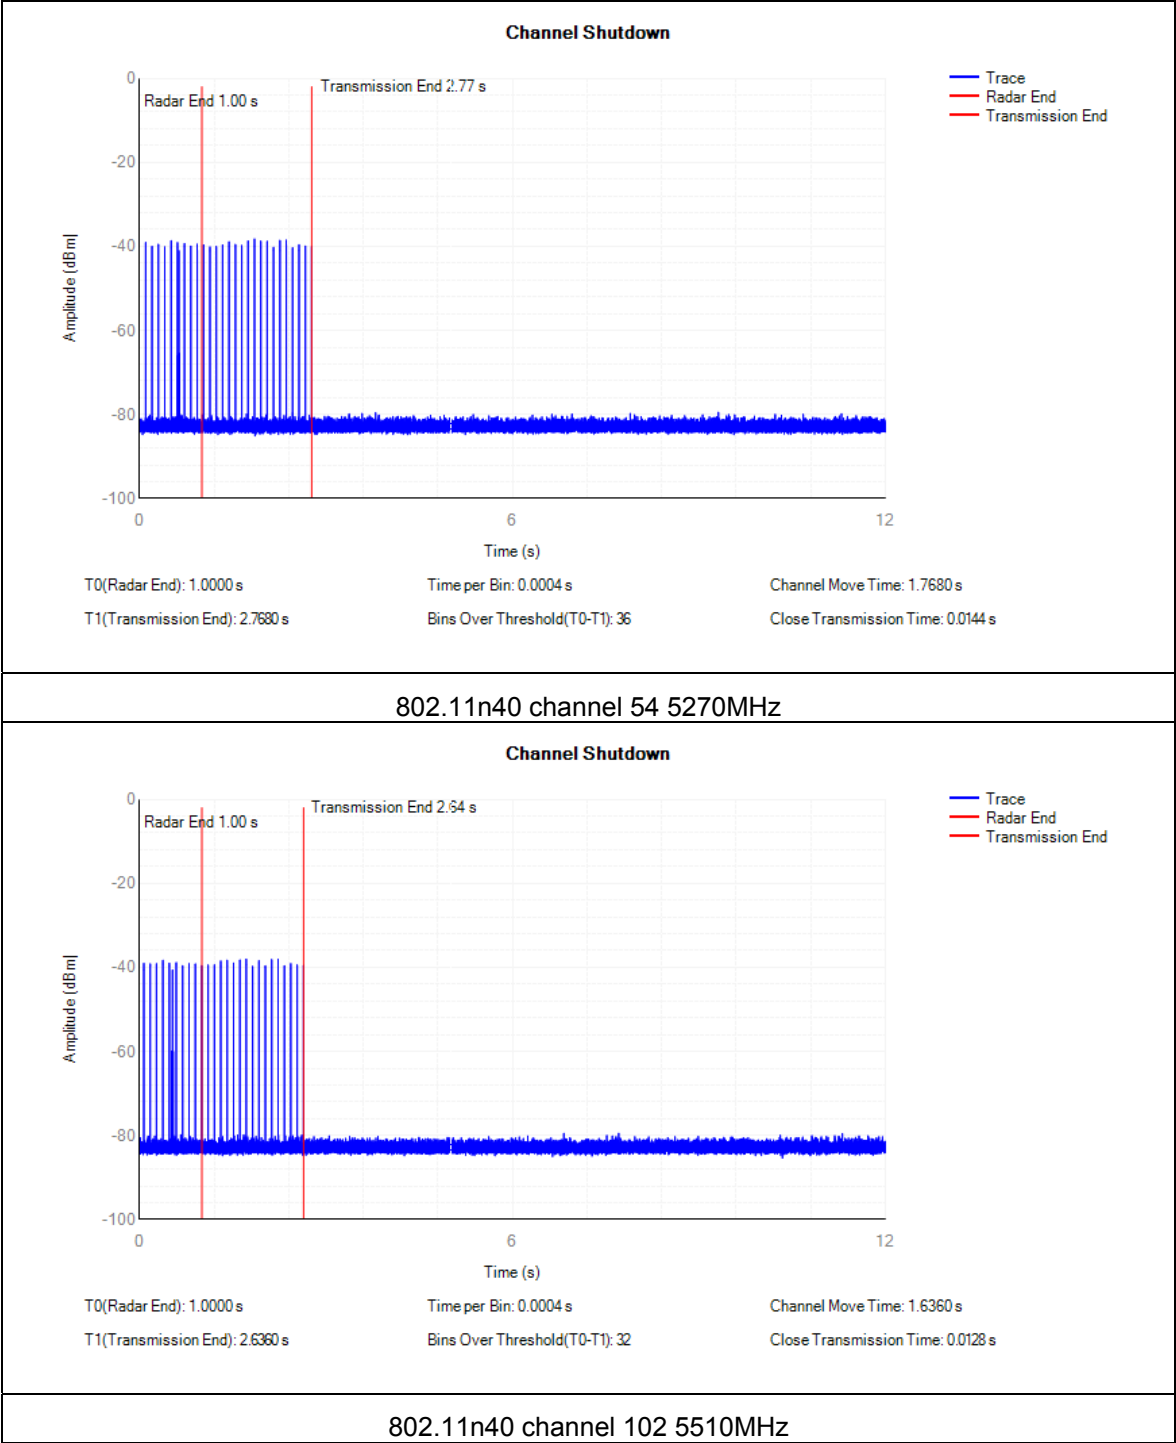 Channel Shutdown
Transmission End 2.77 s
Radar End 1.00 s
Trace
Radar End
Transmission End
0
-20
-40
-60
-80
-100
Amplitude [dBm]
0 6 12
Time (s)
T0(Radar End): 1.0000 s Time per Bin: 0.0004 s Channel Move Time: 1.7680 s
T1(Transmission End): 2.7680 s Bins Over Threshold(T0-T1): 36 Close Transmission Time: 0.0144 s
802.11n40 channel 54 5270MHz
Channel Shutdown
Transmission End 2.64 s
Radar End 1.00 s
Trace
Radar End
Transmission End
0
-20
-40
-60
-80
-100
Amplitude [dBm]
0 6 12
Time (s)
T0(Radar End): 1.0000 s Time per Bin: 0.0004 s Channel Move Time: 1.6360 s
T1(Transmission End): 2.6360 s Bins Over Threshold(T0-T1): 32 Close Transmission Time: 0.0128 s
802.11n40 channel 102 5510MHz